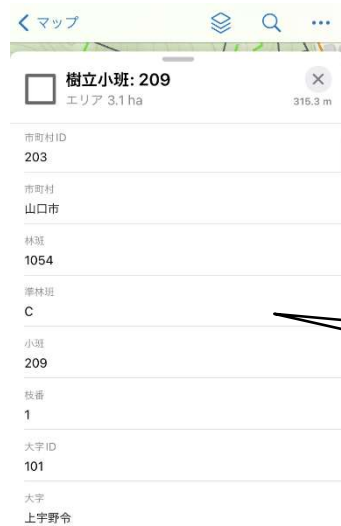 マップ
樹立小班: 209
エリア 3.1 ha
315.3 m
市町村ID
203
市町村
山口市
林班
1054
準林班
C
小班
209
枝番
1
大字ID
101
大字
上宇野令